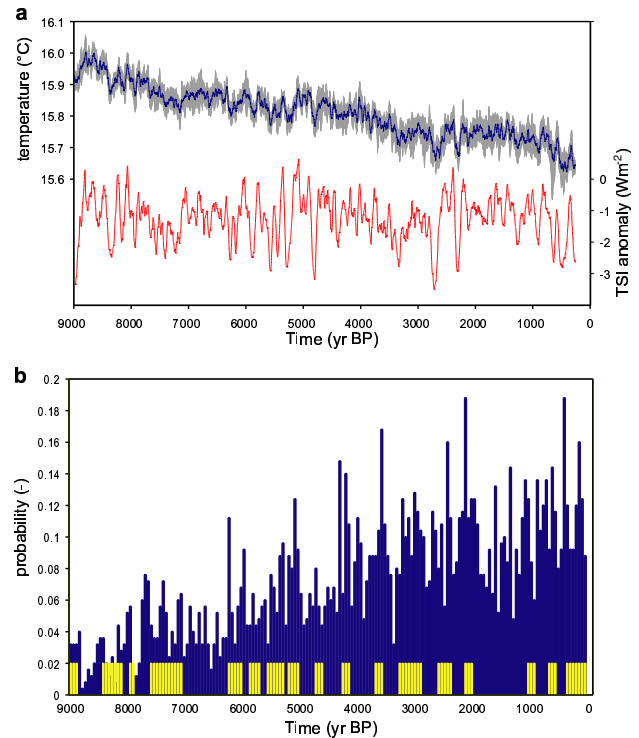 a
16.1
16.0
15.9
15.8
15.7
15.6
temperature (°C)
0
-1
-2
-3
TSI anomaly (Wm⁻²)
9000 8000 7000 6000 5000 4000 3000 2000 1000 0
Time (yr BP)
b
0.2
0.18
0.16
0.14
0.12
0.1
0.08
0.06
0.04
0.02
0
probability (-)
9000 8000 7000 6000 5000 4000 3000 2000 1000 0
Time (yr BP)